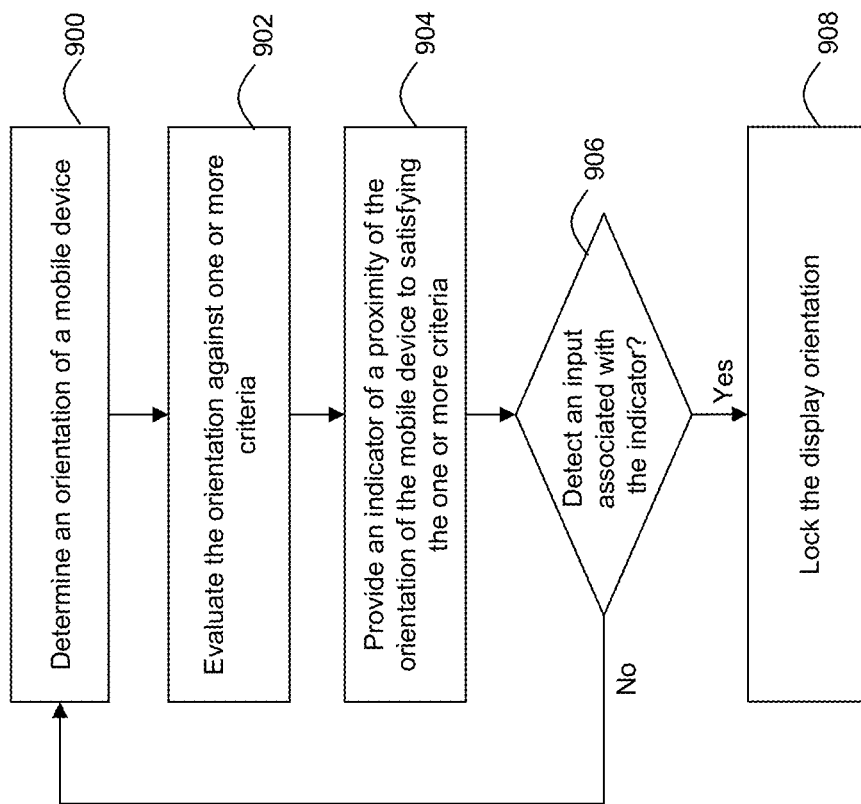 Determine an orientation of a mobile device
900
Evaluate the orientation against one or more
criteria
902
Provide an indicator of a proximity of the
orientation of the mobile device to satisfying
the one or more criteria
904
Detect an input
associated with
the indicator?
906
No
Yes
Lock the display orientation
908